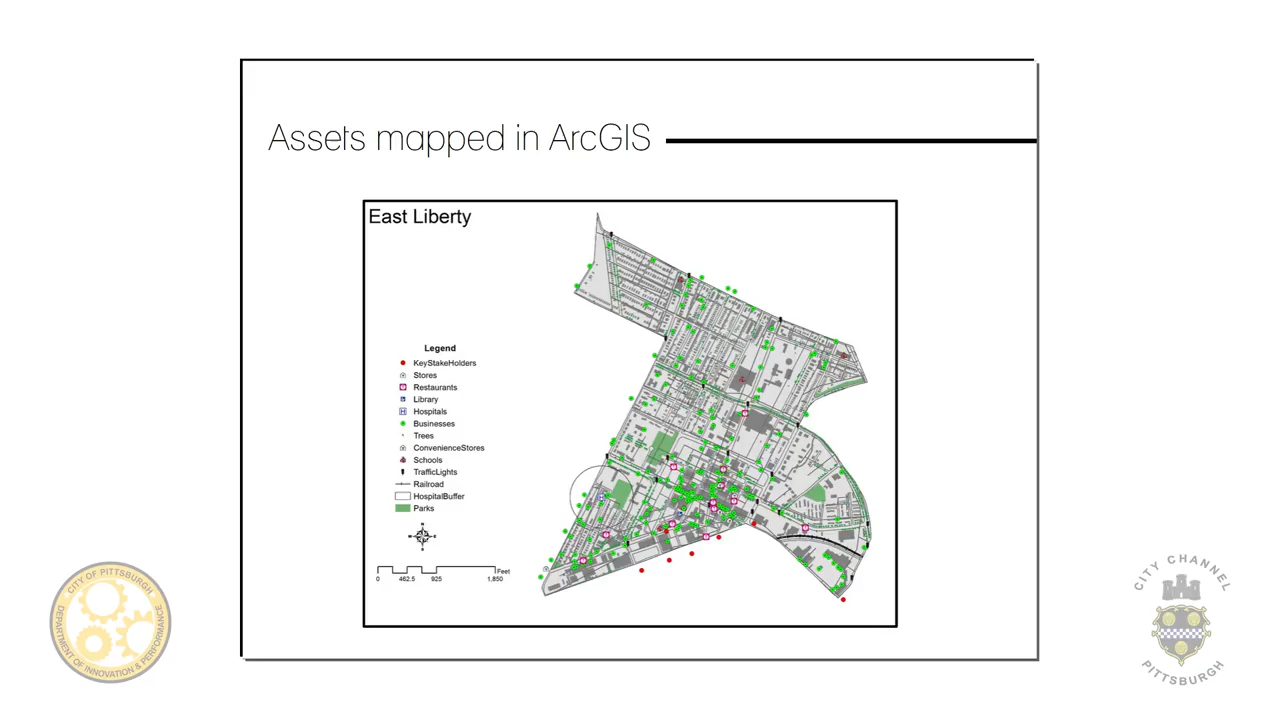 Assets mapped in ArcGIS
East Liberty
Legend
KeyStakeHolders
Stores
Restaurants
Library
Hospitals
Businesses
Trees
ConvenienceStores
Schools
TrafficLights
Railroad
HospitalBuffer
Parks
N
W E
S
Feet
0 462.5 925 1,850
CITY OF PITTSBURGH
DEPARTMENT OF INNOVATION & PERFORMANCE
CITY CHANNEL
PITTSBURGH